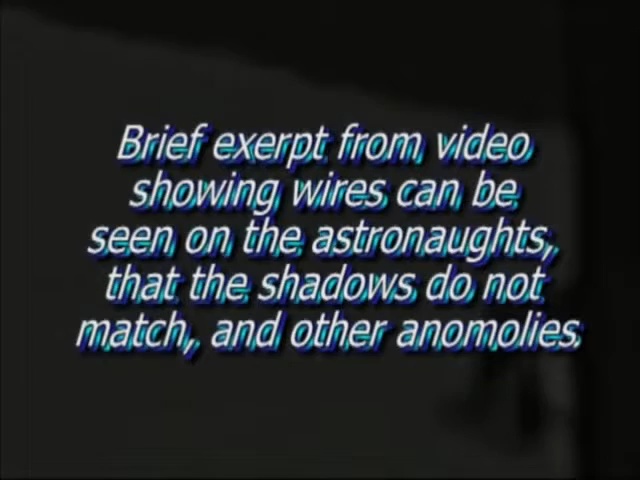 Brief exerpt from video
showing wires can be
seen on the astronaughts,
that the shadows do not
match, and other anomolies.